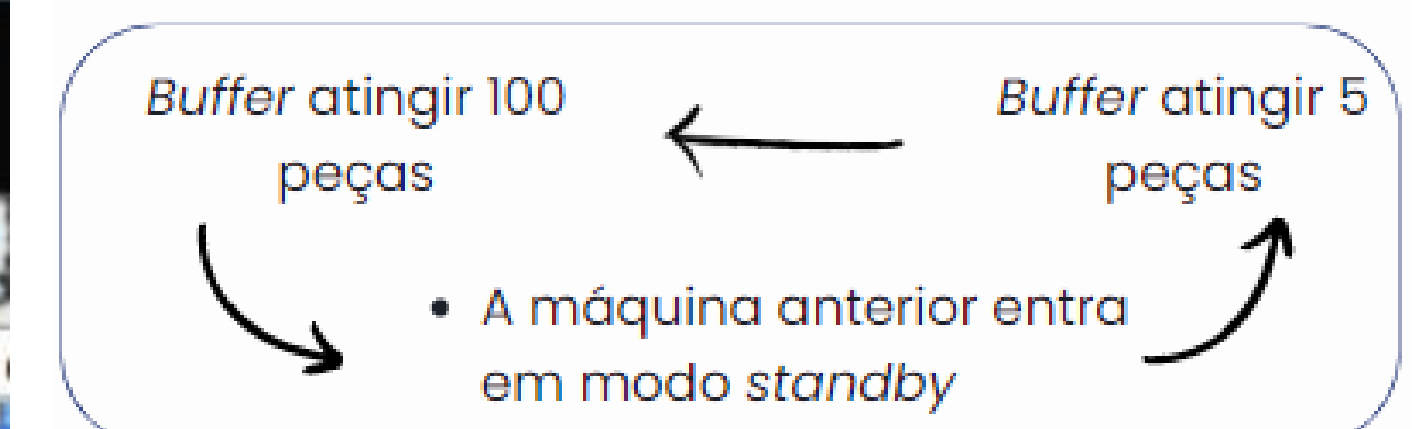 Buffer atingir 100
peças
Buffer atingir 5
peças
• A máquina anterior entra
em modo standby